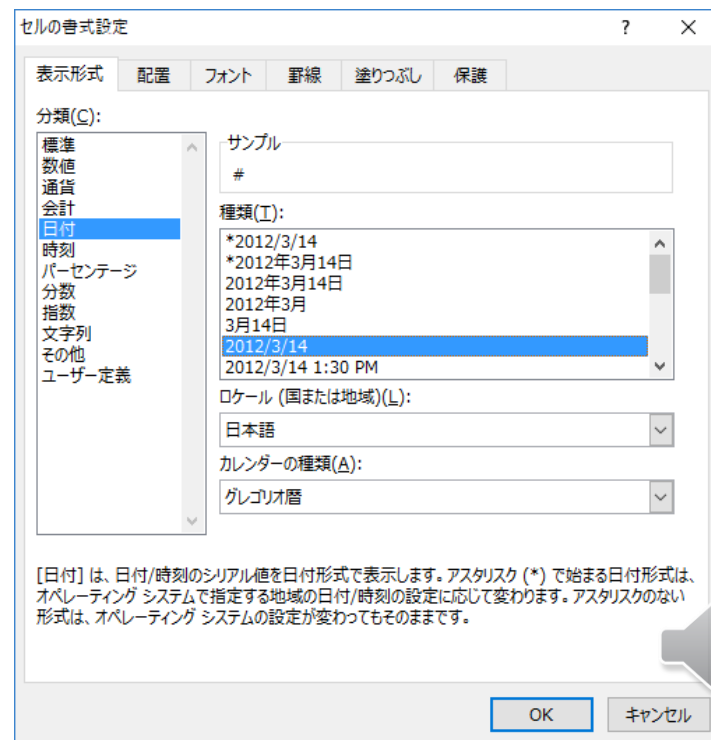 セルの書式設定
?
表示形式 配置 フォント 罫線 塗りつぶし 保護
分類(C):
標準
数値
通貨
会計
日付
時刻
パーセンテージ
分数
指数
文字列
その他
ユーザー定義
サンプル
#
種類(T):
*2012/3/14
*2012年3月14日
2012年3月14日
2012年3月
3月14日
2012/3/14
2012/3/14 1:30 PM
ロケール (国または地域)(L):
日本語
カレンダーの種類(A):
グレゴリオ暦
[日付] は、日付/時刻のシリアル値を日付形式で表示します。アスタリスク (*) で始まる日付形式は、
オペレーティング システムで指定する地域の日付/時刻の設定に応じて変わります。アスタリスクのない
形式は、オペレーティング システムの設定が変わってもそのままです。
OK キャンセル